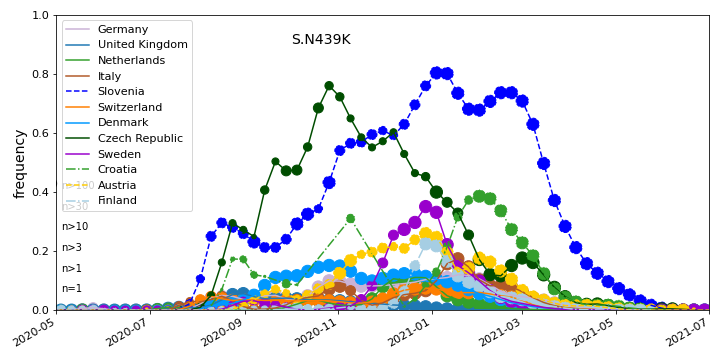 S.N439K
1.0
0.8
0.6
0.4
0.2
0.0
frequency
Germany
United Kingdom
Netherlands
Italy
Slovenia
Switzerland
Denmark
Czech Republic
Sweden
Croatia
Austria
Finland
n>100
n>30
n>10
n>3
n>1
n=1
2020-05
2020-07
2020-09
2020-11
2021-01
2021-03
2021-05
2021-07